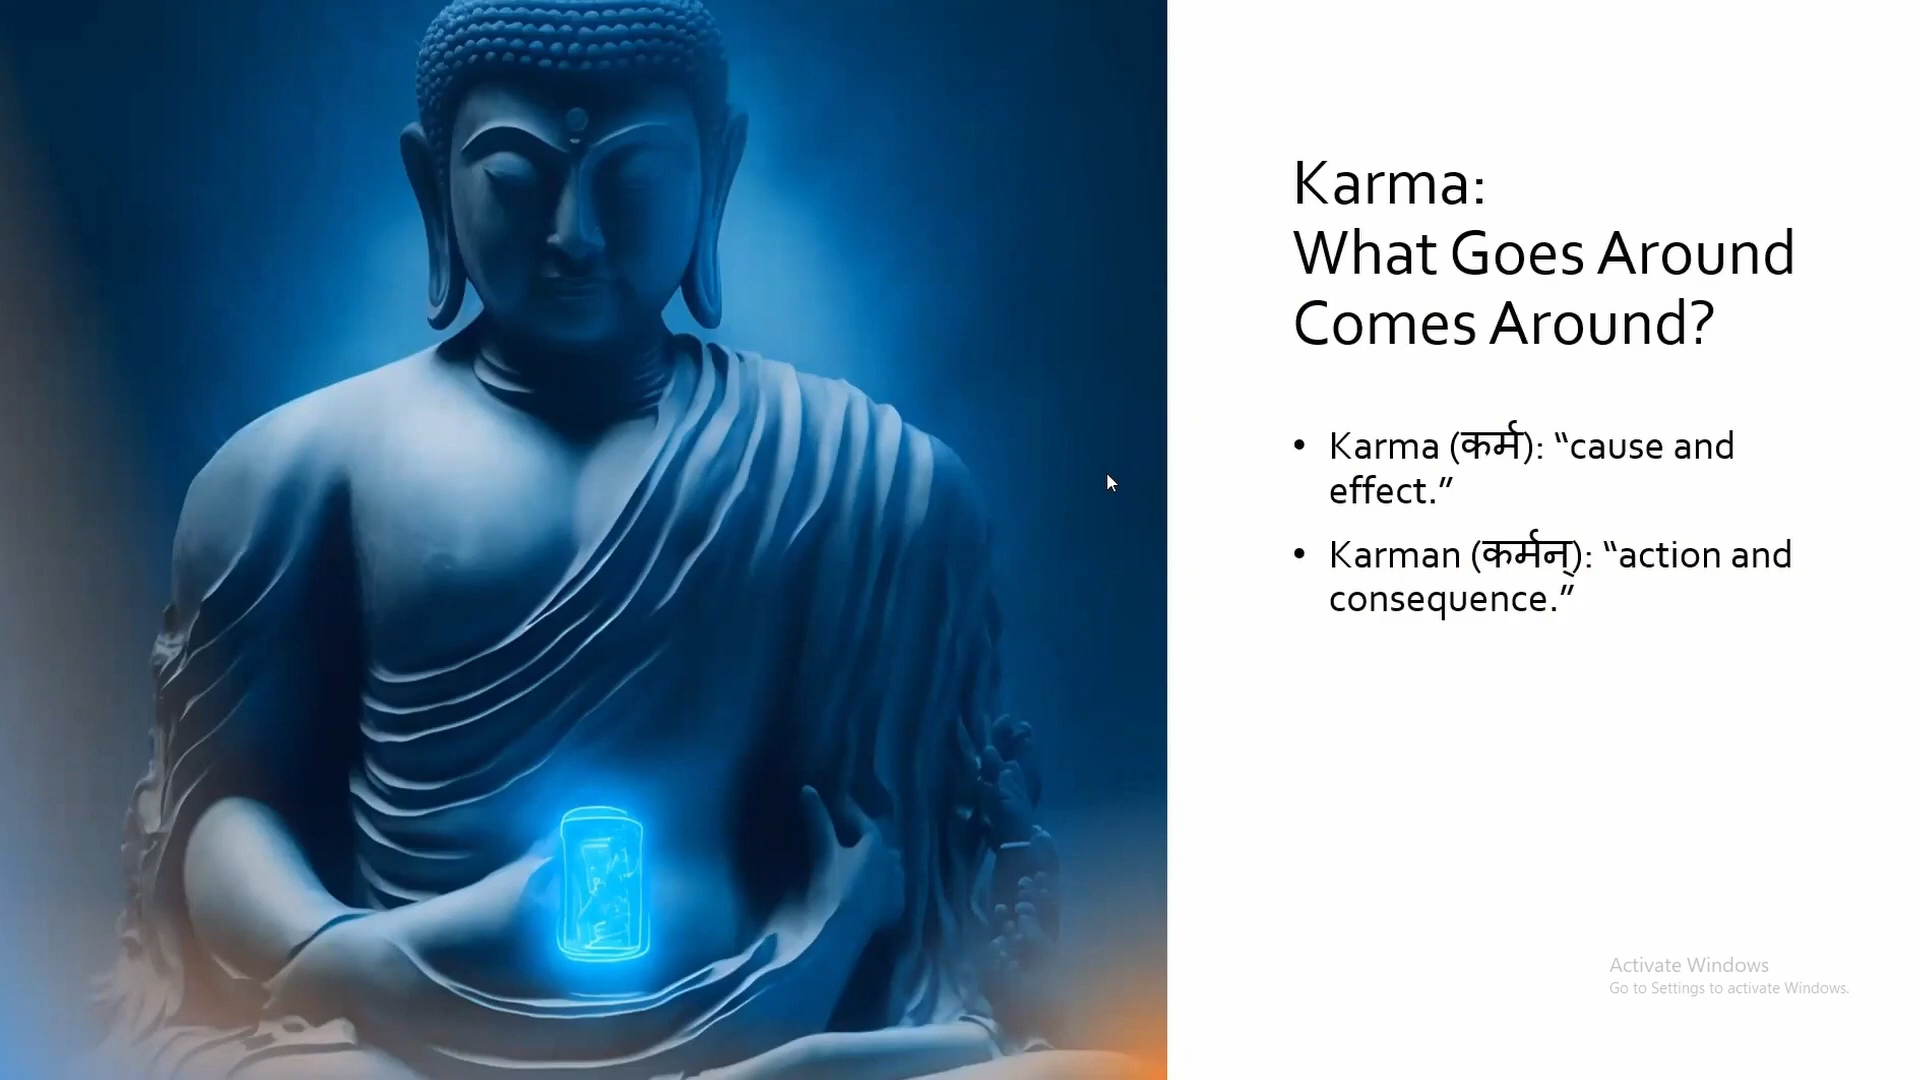 Karma:
What Goes Around
Comes Around?
• Karma (कर्म): “cause and
effect.”
• Karman (कर्मन्): “action and
consequence.”
Activate Windows
Go to Settings to activate Windows.